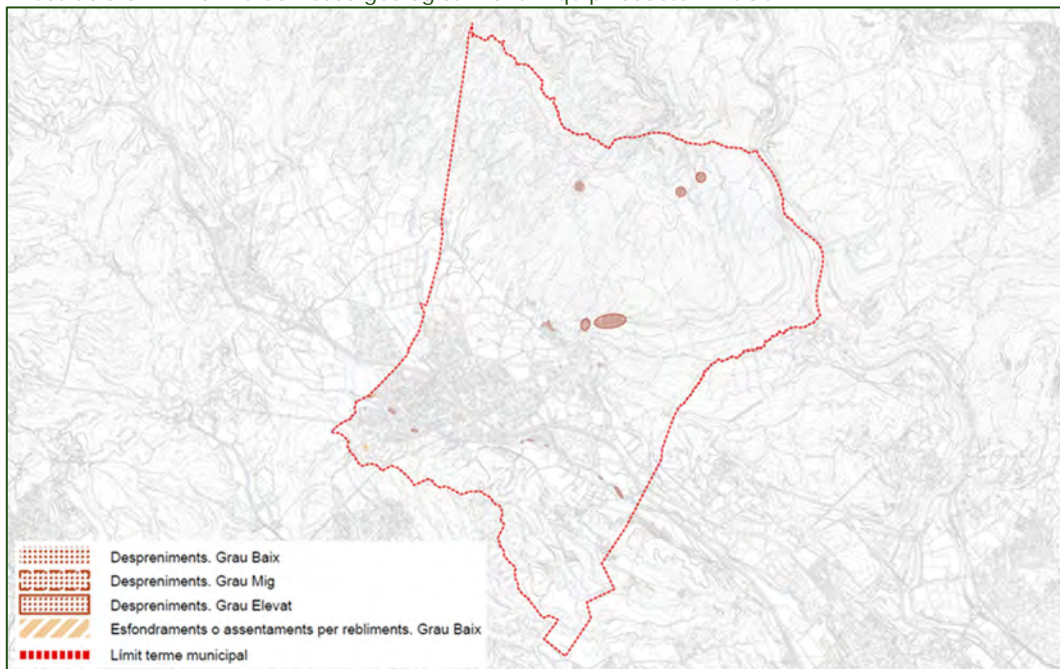 Despreniments. Grau Baix
Despreniments. Grau Mig
Despreniments. Grau Elevat
Esfondraments o assentaments per rebliments. Grau Baix
Límit terme municipal